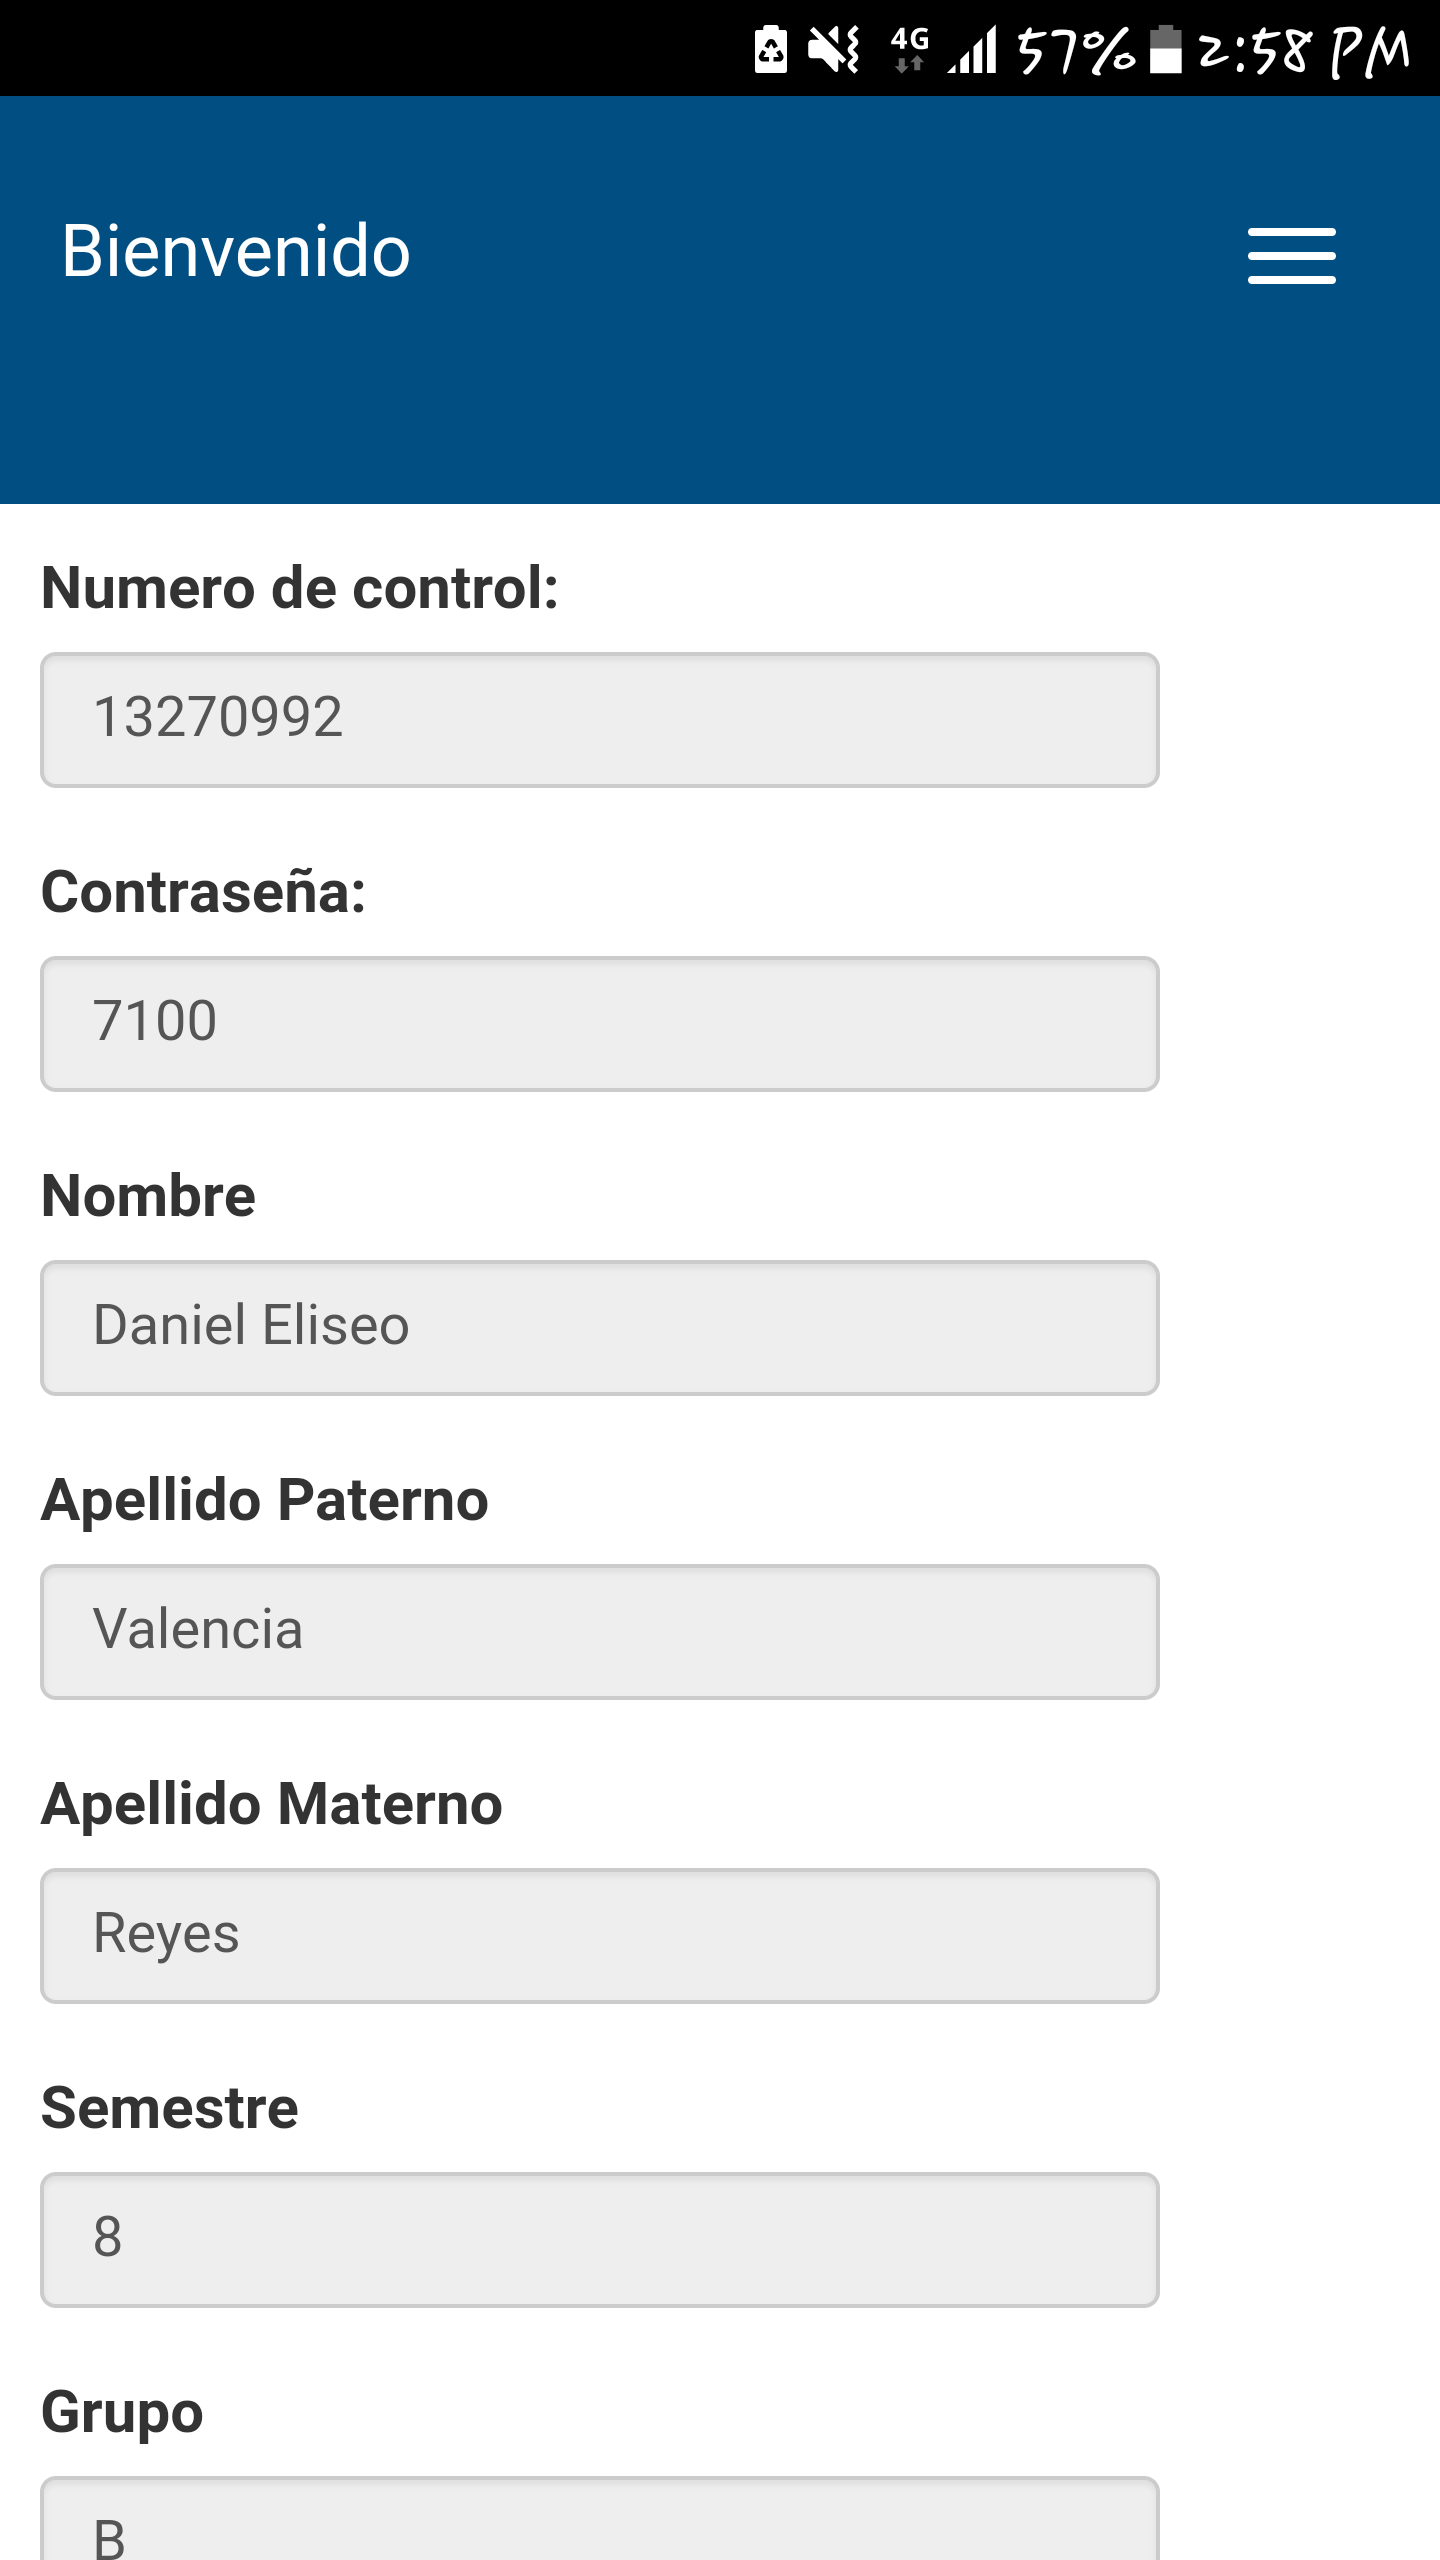 4G 57% 2:58 PM
Bienvenido
Numero de control:
13270992
Contraseña:
7100
Nombre
Daniel Eliseo
Apellido Paterno
Valencia
Apellido Materno
Reyes
Semestre
8
Grupo
B